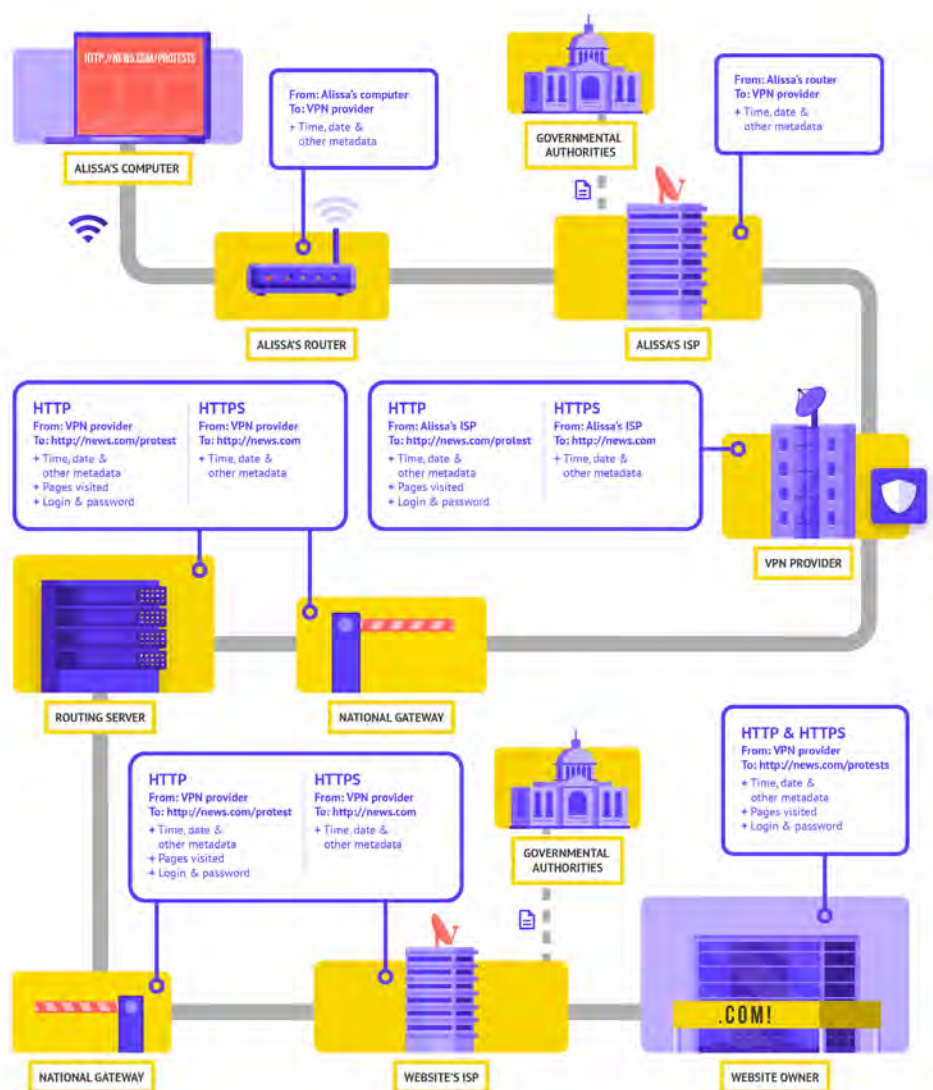 HTTP://NEWS.COM/PROTESTS
ALISSA'S COMPUTER
From: Alissa's computer
To: VPN provider
+ Time, date &
other metadata
ALISSA'S ROUTER
GOVERNMENTAL
AUTHORITIES
From: Alissa's router
To: VPN provider
+ Time, date &
other metadata
ALISSA'S ISP
HTTP
From: Alissa's ISP
To: http://news.com/protest
+ Time, date &
other metadata
+ Pages visited
+ Login & password
HTTPS
From: Alissa's ISP
To: http://news.com
+ Time, date &
other metadata
VPN PROVIDER
HTTP
From: VPN provider
To: http://news.com/protest
+ Time, date &
other metadata
+ Pages visited
+ Login & password
HTTPS
From: VPN provider
To: http://news.com
+ Time, date &
other metadata
NATIONAL GATEWAY
ROUTING SERVER
HTTP
From: VPN provider
To: http://news.com/protest
+ Time, date &
other metadata
+ Pages visited
+ Login & password
HTTPS
From: VPN provider
To: http://news.com
+ Time, date &
other metadata
NATIONAL GATEWAY
GOVERNMENTAL
AUTHORITIES
WEBSITE'S ISP
HTTP & HTTPS
From: VPN provider
To: http://news.com/protests
+ Time, date &
other metadata
+ Pages visited
+ Login & password
.COM!
WEBSITE OWNER